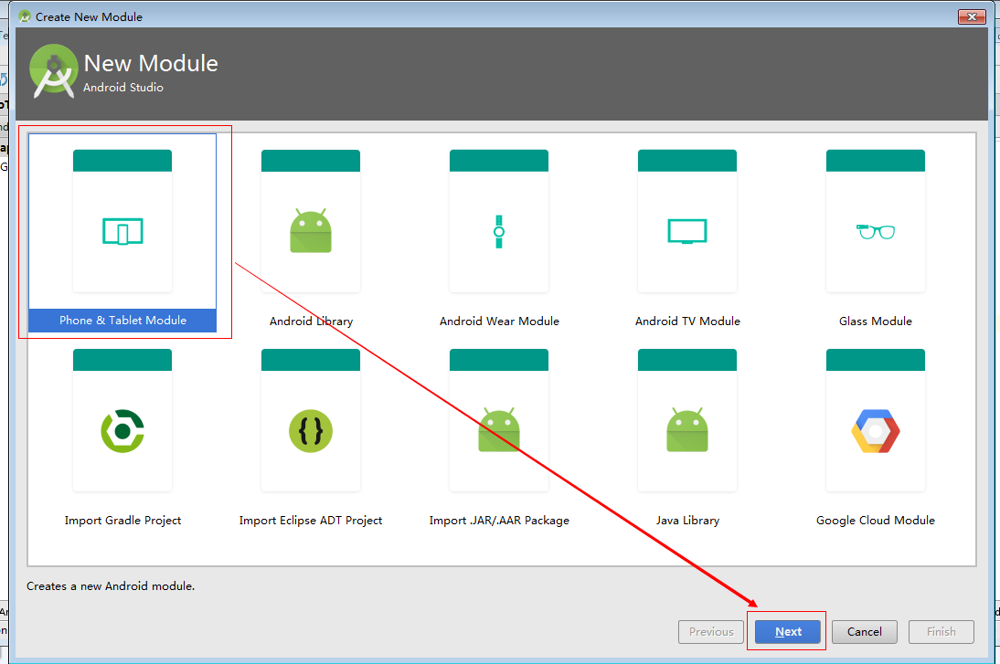 Create New Module
New Module
Android Studio
Phone & Tablet Module
Android Library
Android Wear Module
Android TV Module
Glass Module
Import Gradle Project
Import Eclipse ADT Project
Import .JAR/.AAR Package
Java Library
Google Cloud Module
Creates a new Android module.
Previous
Next
Cancel
Finish